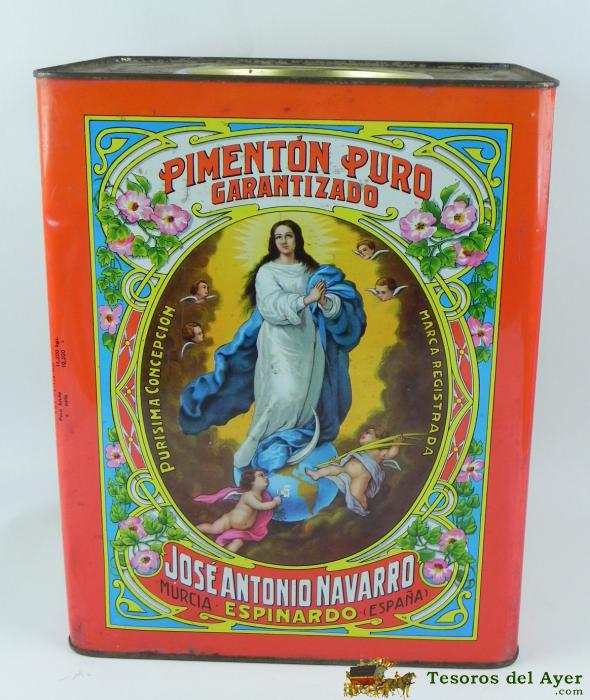 PIMENTÓN PURO
GARANTIZADO
PURISIMA CONCEPCION
MARCA REGISTRADA
JOSÉ ANTONIO NAVARRO
MURCIA · ESPINARDO · (ESPAÑA)
Tesoros del Ayer
.com